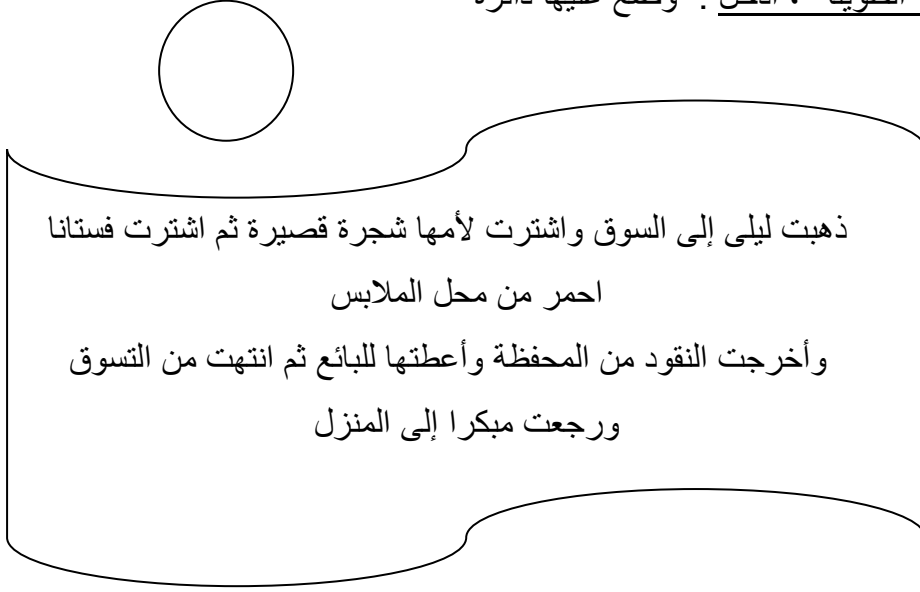 ذهبت ليلى إلى السوق واشترت لأمها شجرة قصيرة ثم اشترت فستانا
احمر من محل الملابس
وأخرجت النقود من المحفظة وأعطتها للبائع ثم انتهت من التسوق
ورجعت مبكرا إلى المنزل